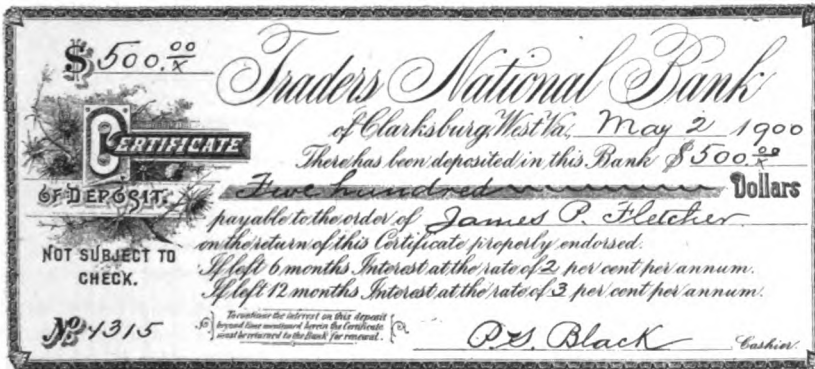 $500.00/x
Traders National Bank
of Clarksburg, West Va., May 2 1900
There has been deposited in this Bank $500.00/x
CERTIFICATE
OF DEPOSIT.
Five hundred Dollars
payable to the order of James P. Fletcher
on the return of this Certificate properly endorsed.
NOT SUBJECT TO
CHECK.
If left 6 months Interest at the rate of 2 per cent per annum.
If left 12 months Interest at the rate of 3 per cent per annum.
No 4315
To continue the interest on this deposit
beyond time mentioned herein the Certificate
must be returned to the Bank for renewal.
P. S. Black Cashier.